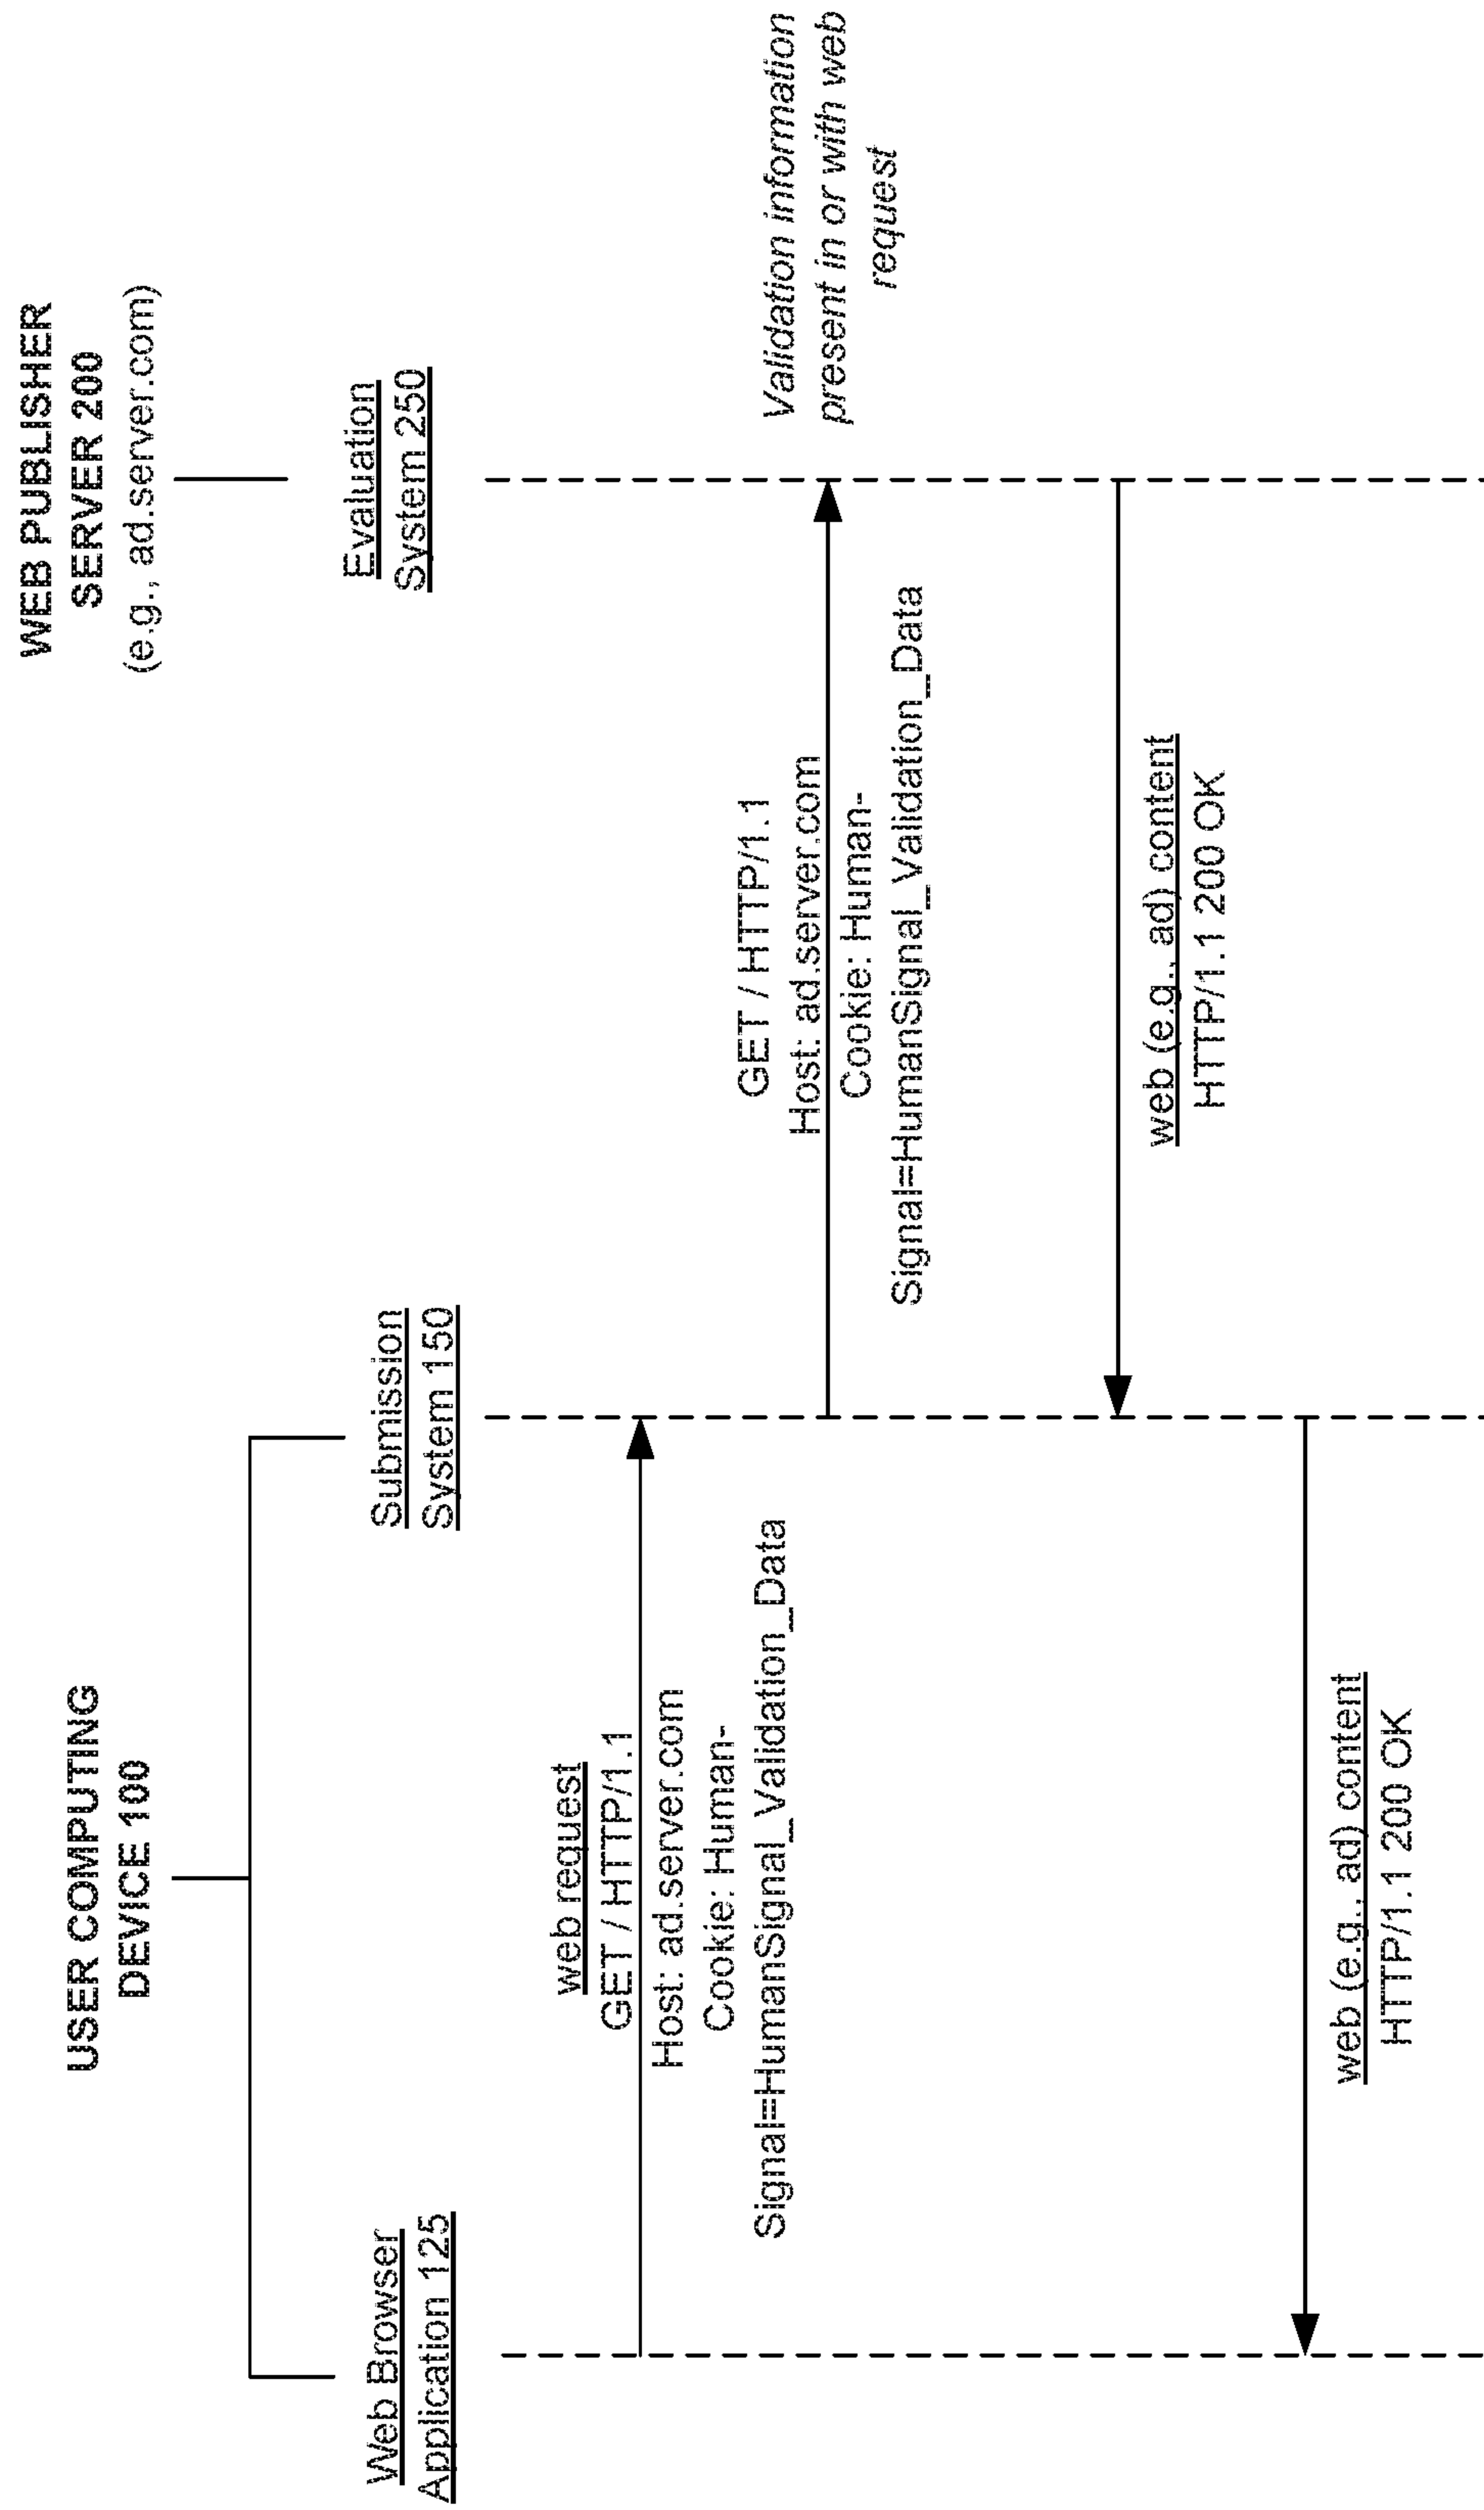 USER COMPUTING
DEVICE 100
WEB PUBLISHER
SERVER 200
(e.g., ad.server.com)
Web Browser
Application 125
Submission
System 150
Evaluation
System 250
web request
GET / HTTP/1.1
Host: ad.server.com
Cookie: Human-
Signal=HumanSignal_Validation_Data
GET / HTTP/1.1
Host: ad.server.com
Cookie: Human-
Signal=HumanSignal_Validation_Data
Validation information
present in or with web
request
web (e.g., ad) content
HTTP/1.1 200 OK
web (e.g., ad) content
HTTP/1.1 200 OK